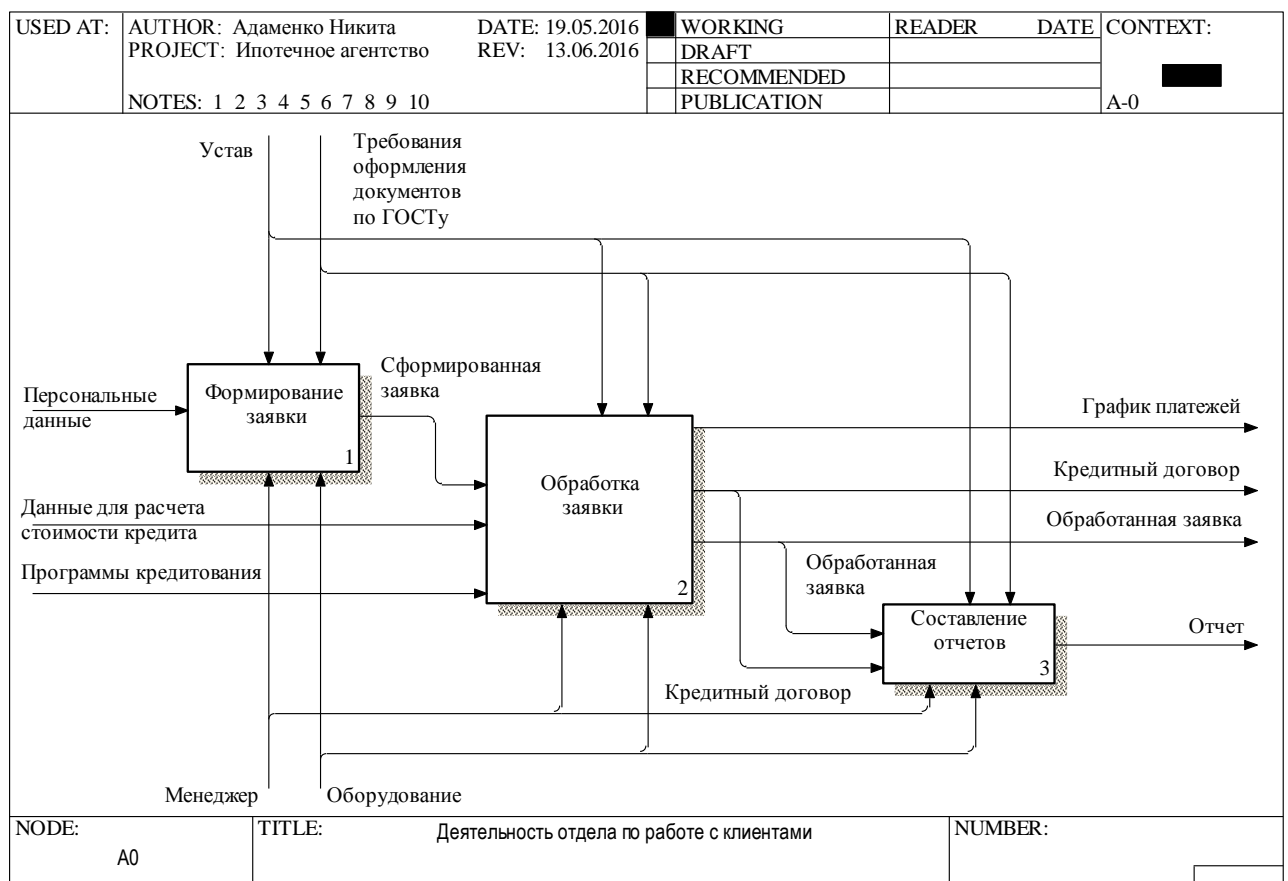 USED AT:
AUTHOR: Адаменко Никита
DATE: 19.05.2016
PROJECT: Ипотечное агентство
REV: 13.06.2016
NOTES: 1 2 3 4 5 6 7 8 9 10
WORKING
DRAFT
RECOMMENDED
PUBLICATION
READER
DATE
CONTEXT:
A-0
Устав
Требования
оформления
документов
по ГОСТу
Персональные
данные
Формирование
заявки
1
Сформированная
заявка
Данные для расчета
стоимости кредита
Программы кредитования
Обработка
заявки
2
График платежей
Кредитный договор
Обработанная заявка
Обработанная
заявка
Составление
отчетов
3
Отчет
Кредитный договор
Менеджер
Оборудование
NODE:
A0
TITLE:
Деятельность отдела по работе с клиентами
NUMBER: